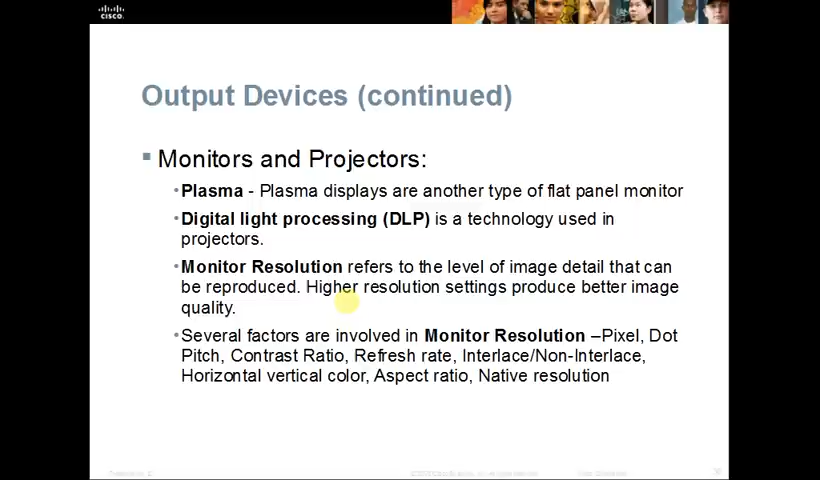 CISCO
Output Devices (continued)
Monitors and Projectors:
Plasma - Plasma displays are another type of flat panel monitor
Digital light processing (DLP) is a technology used in
projectors.
Monitor Resolution refers to the level of image detail that can
be reproduced. Higher resolution settings produce better image
quality.
Several factors are involved in Monitor Resolution –Pixel, Dot
Pitch, Contrast Ratio, Refresh rate, Interlace/Non-Interlace,
Horizontal vertical color, Aspect ratio, Native resolution